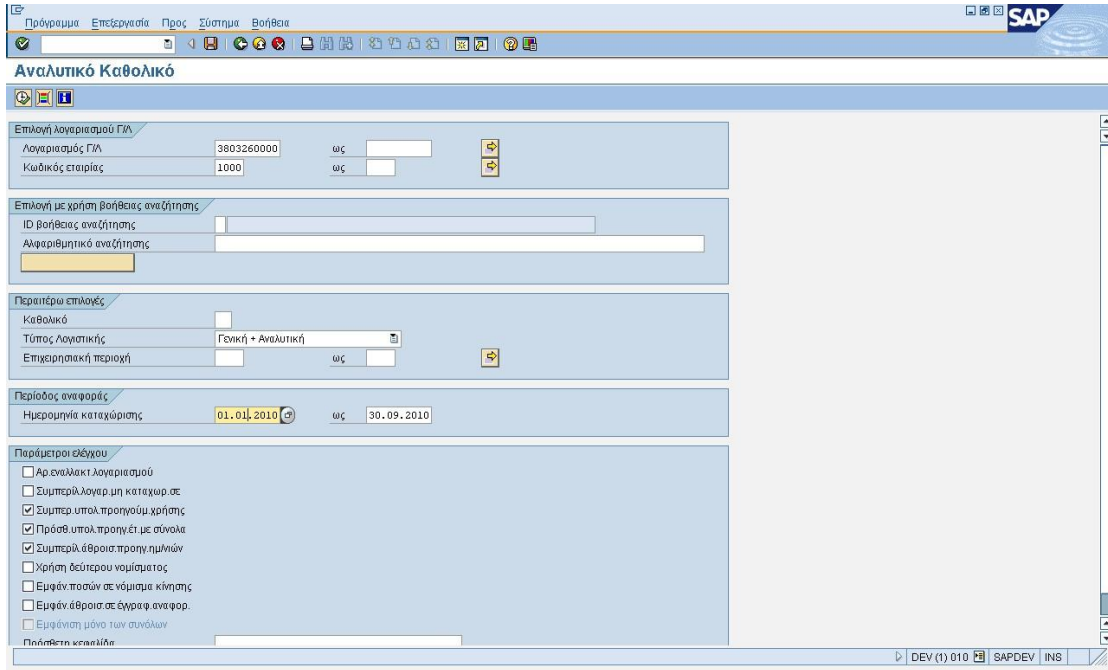 Πρόγραμμα Επεξεργασία Προς Σύστημα Βοήθεια
SAP
Αναλυτικό Καθολικό
Επιλογή λογαριασμού Γ/Λ
Λογαριασμός Γ/Λ 3803260000 ως
Κωδικός εταιρίας 1000 ως
Επιλογή με χρήση βοήθειας αναζήτησης
ID βοήθειας αναζήτησης
Αλφαριθμητικό αναζήτησης
Περαιτέρω επιλογές
Καθολικό
Τύπος Λογιστικής Γενική + Αναλυτική
Επιχειρησιακή περιοχή ως
Περίοδος αναφοράς
Ημερομηνία καταχώρισης 01.01.2010 ως 30.09.2010
Παράμετροι ελέγχου
Αρ.εναλλακτ.λογαριασμού
Συμπερίλ.λογαρ.μη καταχωρ.σε
Συμπερ.υπολ.προηγούμ.χρήσης
Πρόσθ.υπολ.προηγ.έτ.με σύνολα
Συμπερίλ.άθροισ.προηγ.ημ/νιών
Χρήση δεύτερου νομίσματος
Εμφάν.ποσών σε νόμισμα κίνησης
Εμφάν.άθροισ.σε έγγραφ.αναφορ.
Εμφάνιση μόνο των συνόλων
Πρόσθετη κεφαλίδα
DEV (1) 010 SAPDEV INS